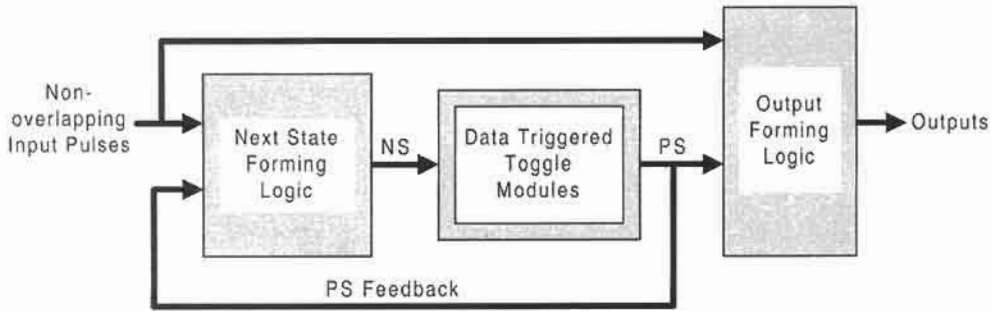 Non-
overlapping
Input Pulses
Next State
Forming
Logic
NS
Data Triggered
Toggle
Modules
PS
Output
Forming
Logic
Outputs
PS Feedback